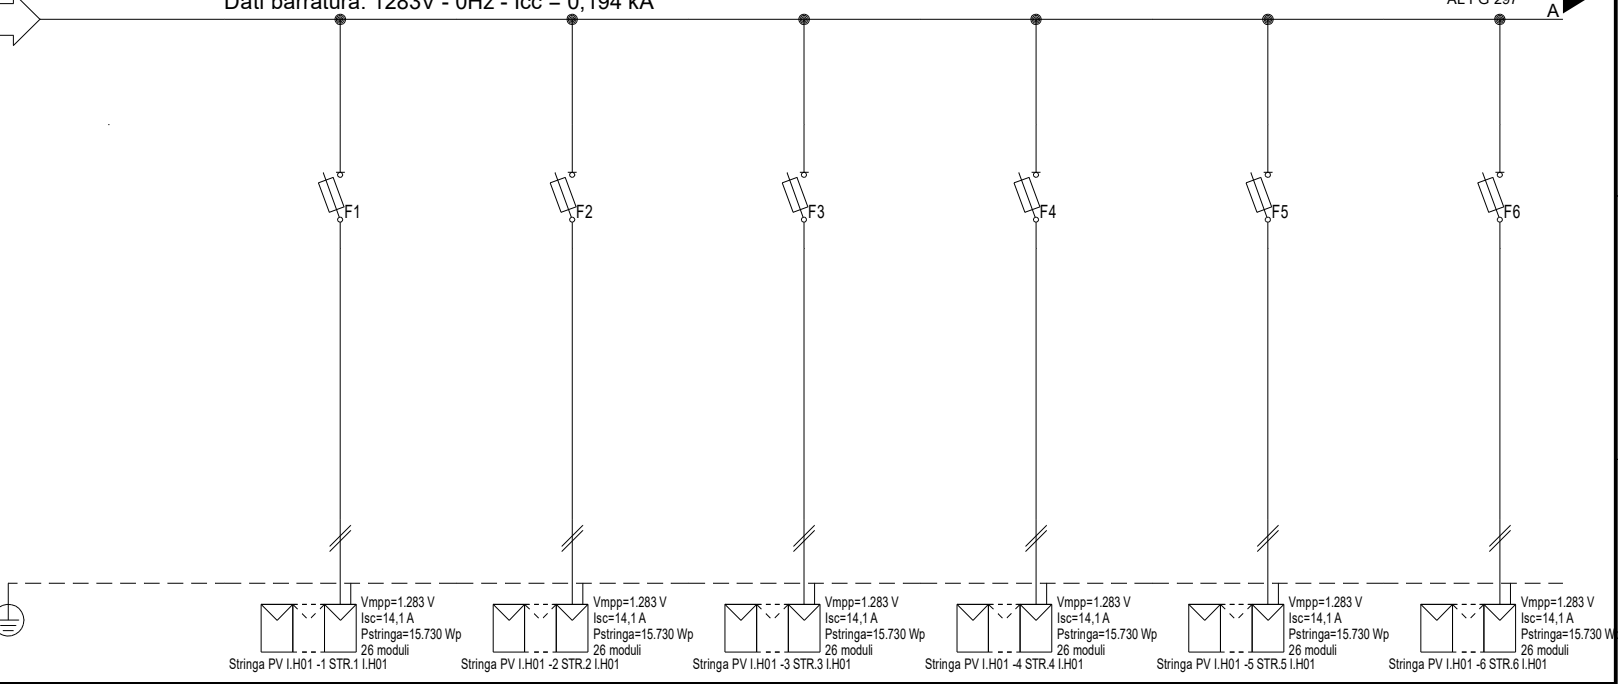 Dati barratura: 1283V - 0Hz - Icc = 0,194 kA
A
F1
F2
F3
F4
F5
F6
Vmpp=1.283 V
Isc=14,1 A
Pstringa=15.730 Wp
26 moduli
Stringa PV I.H01 -1 STR.1 I.H01
Vmpp=1.283 V
Isc=14,1 A
Pstringa=15.730 Wp
26 moduli
Stringa PV I.H01 -2 STR.2 I.H01
Vmpp=1.283 V
Isc=14,1 A
Pstringa=15.730 Wp
26 moduli
Stringa PV I.H01 -3 STR.3 I.H01
Vmpp=1.283 V
Isc=14,1 A
Pstringa=15.730 Wp
26 moduli
Stringa PV I.H01 -4 STR.4 I.H01
Vmpp=1.283 V
Isc=14,1 A
Pstringa=15.730 Wp
26 moduli
Stringa PV I.H01 -5 STR.5 I.H01
Vmpp=1.283 V
Isc=14,1 A
Pstringa=15.730 W
26 moduli
Stringa PV I.H01 -6 STR.6 I.H01